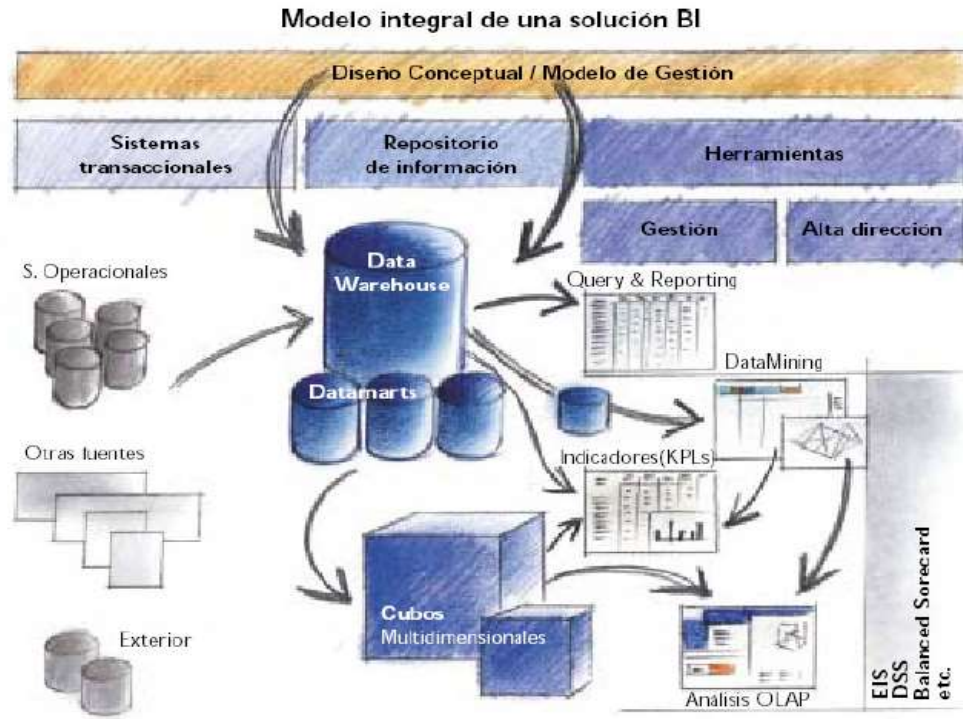 Modelo integral de una solución BI
Diseño Conceptual / Modelo de Gestión
Sistemas
transaccionales
Repositorio
de información
Herramientas
Gestión
Alta dirección
S. Operacionales
Data
Warehouse
Query & Reporting
DataMining
Datamarts
Otras fuentes
Indicadores(KPLs)
Cubos
Multidimensionales
Exterior
Análisis OLAP
EIS
DSS
Balanced Sorecard
etc.